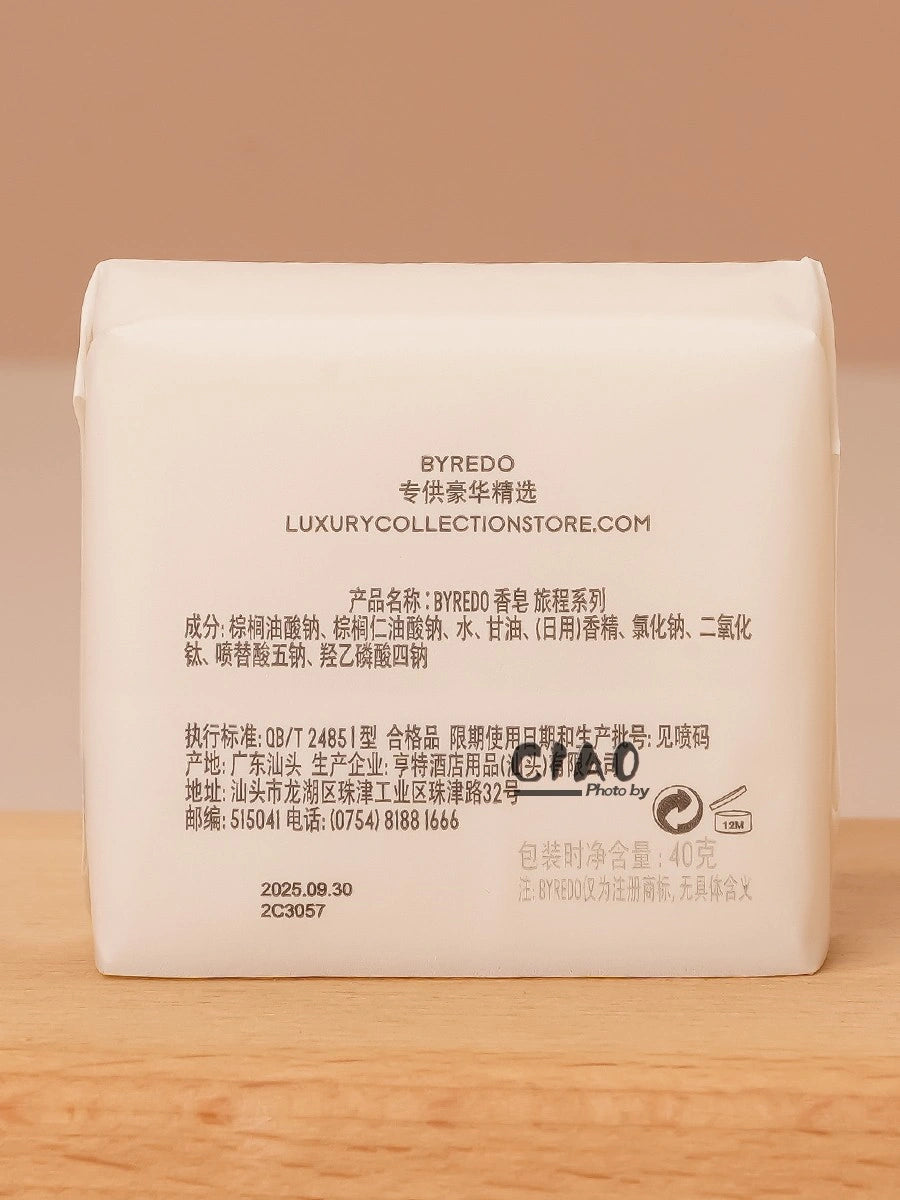 BYREDO
专供豪华精选
LUXURYCOLLECTIONSTORE.COM
产品名称:BYREDO 香皂 旅程系列
成分: 棕榈油酸钠、棕榈仁油酸钠、水、甘油、(日用)香精、氯化钠、二氧化
钛、喷替酸五钠、羟乙磷酸四钠
执行标准: QB/T 2485 I 型 合格品 限期使用日期和生产批号: 见喷码
产地: 广东汕头 生产企业: 亨特酒店用品(汕头)有限公司
地址: 汕头市龙湖区珠津工业区珠津路32号
邮编: 515041 电话: (0754) 8188 1666
CIAO
Photo by
12M
包装时净含量: 40克
注: BYREDO仅为注册商标, 无具体含义
2025.09.30
2C3057